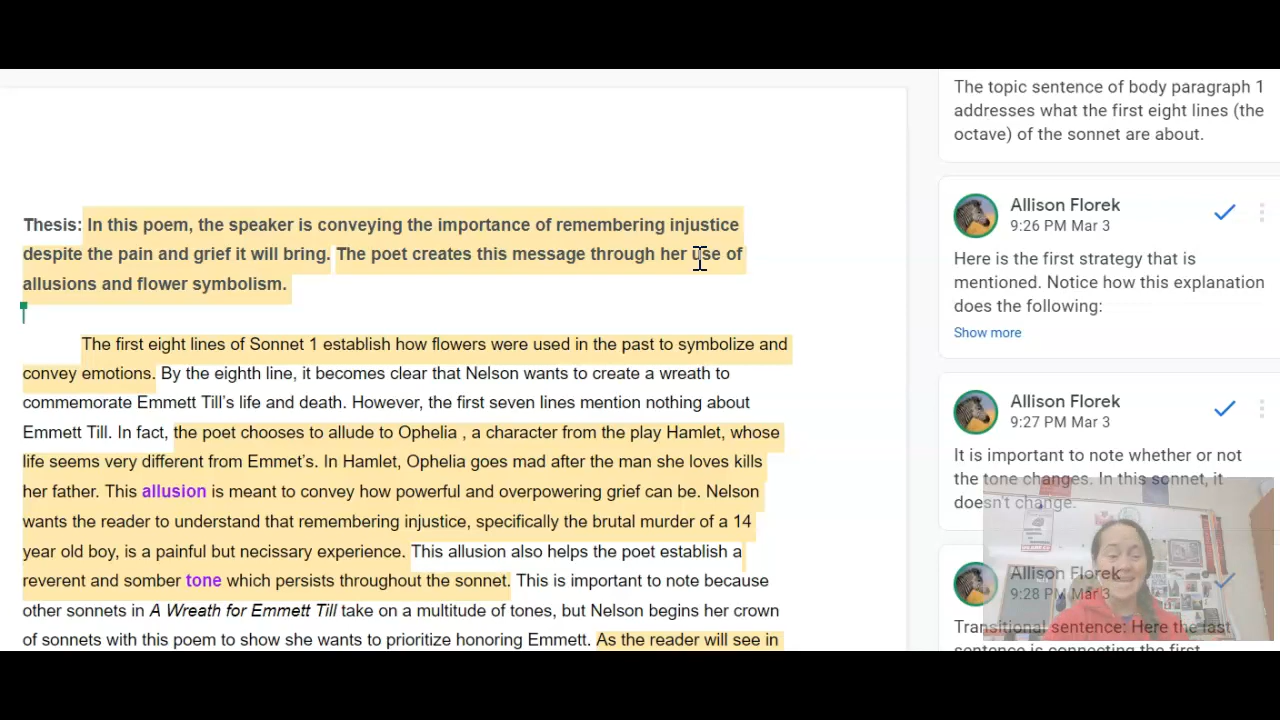 Thesis: In this poem, the speaker is conveying the importance of remembering injustice
despite the pain and grief it will bring. The poet creates this message through her use of
allusions and flower symbolism.
The first eight lines of Sonnet 1 establish how flowers were used in the past to symbolize and
convey emotions. By the eighth line, it becomes clear that Nelson wants to create a wreath to
commemorate Emmett Till's life and death. However, the first seven lines mention nothing about
Emmett Till. In fact, the poet chooses to allude to Ophelia , a character from the play Hamlet, whose
life seems very different from Emmet's. In Hamlet, Ophelia goes mad after the man she loves kills
her father. This allusion is meant to convey how powerful and overpowering grief can be. Nelson
wants the reader to understand that remembering injustice, specifically the brutal murder of a 14
year old boy, is a painful but necissary experience. This allusion also helps the poet establish a
reverent and somber tone which persists throughout the sonnet. This is important to note because
other sonnets in A Wreath for Emmett Till take on a multitude of tones, but Nelson begins her crown
of sonnets with this poem to show she wants to prioritize honoring Emmett. As the reader will see in
The topic sentence of body paragraph 1
addresses what the first eight lines (the
octave) of the sonnet are about.
Allison Florek
9:26 PM Mar 3
Here is the first strategy that is
mentioned. Notice how this explanation
does the following:
Show more
Allison Florek
9:27 PM Mar 3
It is important to note whether or not
the tone changes. In this sonnet, it
doesn't change.
Allison Florek
9:28 PM Mar 3
Transitional sentence: Here the last
sentence is connecting the first